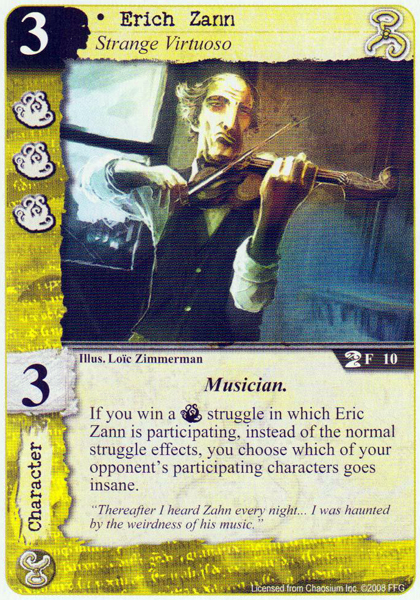 3
• Erich Zann
Strange Virtuoso
Illus. Loïc Zimmerman
F 10
3
Character
Musician.
If you win a struggle in which Eric
Zann is participating, instead of the normal
struggle effects, you choose which of your
opponent's participating characters goes
insane.
"Thereafter I heard Zahn every night... I was haunted
by the weirdness of his music."
Licensed from Chaosium Inc. ©2008 FFG